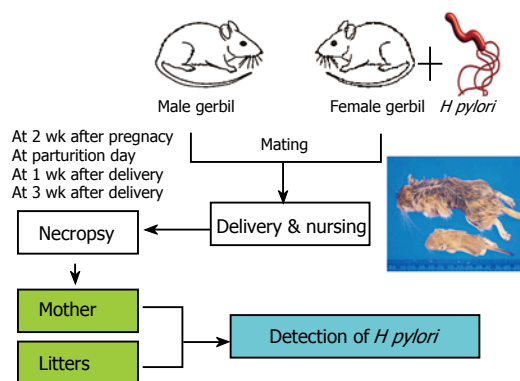 Male gerbil
Female gerbil
H pylori
At 2 wk after pregnacy
At parturition day
At 1 wk after delivery
At 3 wk after delivery
Mating
Delivery & nursing
Necropsy
Mother
Litters
Detection of H pylori